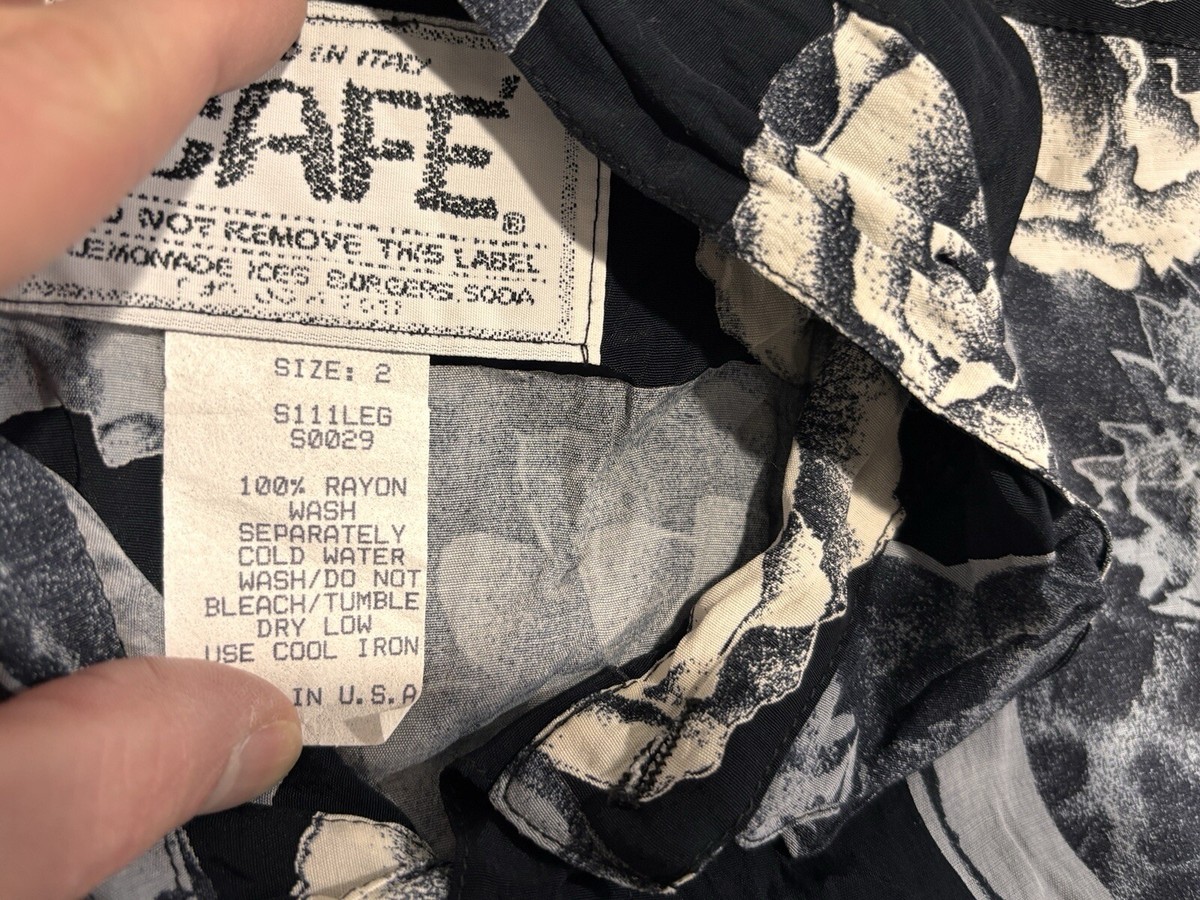 IN ITALY
CAFE'®
NOT REMOVE THIS LABEL
LEMONADE ICES BURGERS SODA
SIZE: 2
S111LEG
S0029
100% RAYON
WASH
SEPARATELY
COLD WATER
WASH/DO NOT
BLEACH/TUMBLE
DRY LOW
USE COOL IRON
IN U.S.A